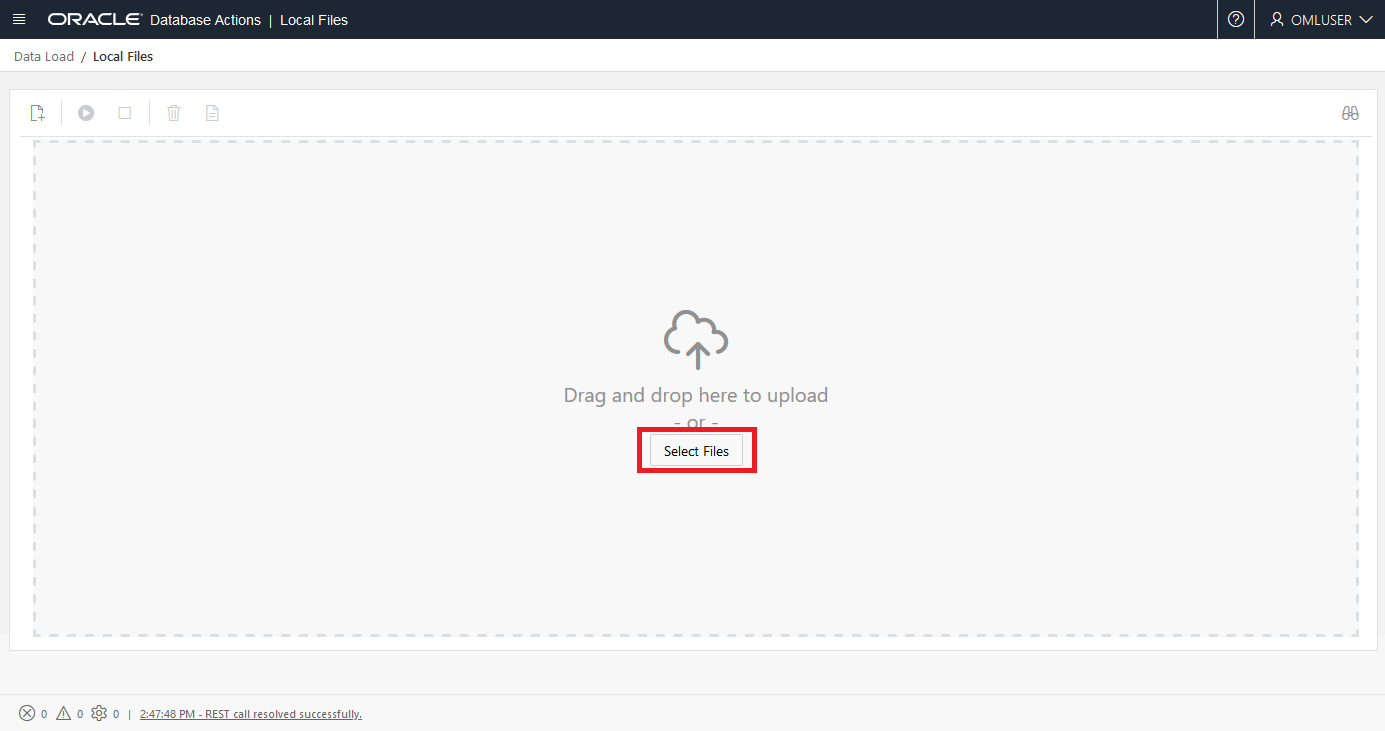 ORACLE Database Actions | Local Files
OMLUSER
Data Load / Local Files
Drag and drop here to upload
- or -
Select Files
0 0 0 | 2:47:48 PM - REST call resolved successfully.